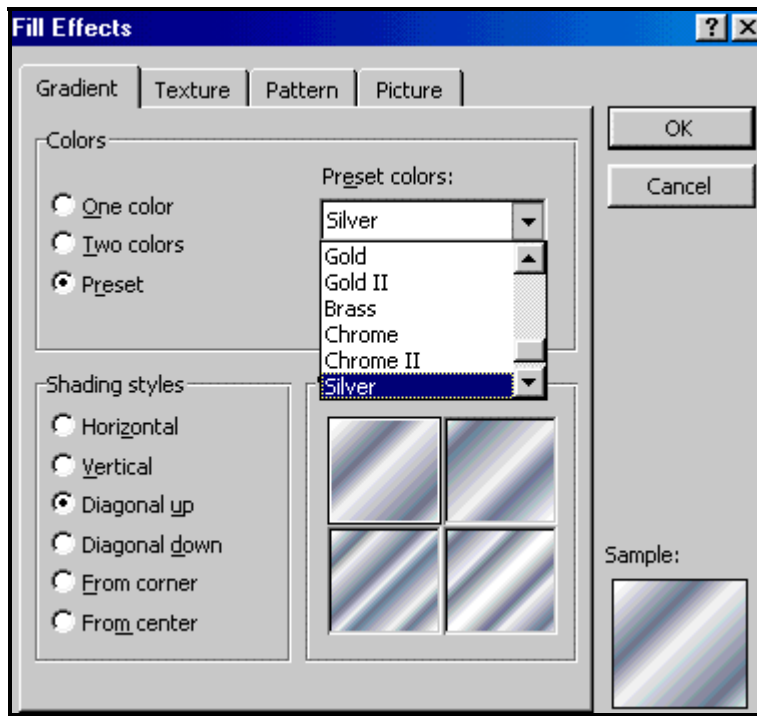 Fill Effects
Gradient
Texture
Pattern
Picture
Colors
One color
Two colors
Preset
Preset colors:
Silver
Gold
Gold II
Brass
Chrome
Chrome II
Silver
OK
Cancel
Shading styles
Horizontal
Vertical
Diagonal up
Diagonal down
From corner
From center
Sample: